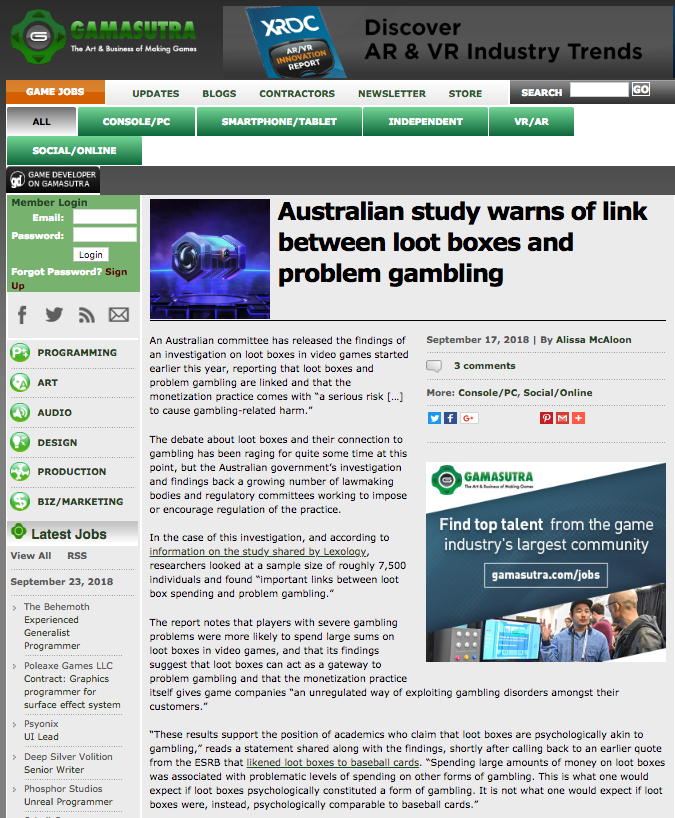 GAMASUTRA
The Art & Business of Making Games
XRDC
AR/VR
INNOVATION
REPORT
Discover
AR & VR Industry Trends
GAME JOBS
UPDATES
BLOGS
CONTRACTORS
NEWSLETTER
STORE
SEARCH
GO
ALL
CONSOLE/PC
SMARTPHONE/TABLET
INDEPENDENT
VR/AR
SOCIAL/ONLINE
gd
GAME DEVELOPER
ON GAMASUTRA
Member Login
Email:
Password:
Login
Forgot Password? Sign
Up
PROGRAMMING
ART
AUDIO
DESIGN
PRODUCTION
BIZ/MARKETING
Latest Jobs
View All RSS
September 23, 2018
The Behemoth
Experienced
Generalist
Programmer
Poleaxe Games LLC
Contract: Graphics
programmer for
surface effect system
Psyonix
UI Lead
Deep Silver Volition
Senior Writer
Phosphor Studios
Unreal Programmer
Australian study warns of link
between loot boxes and
problem gambling
An Australian committee has released the findings of
an investigation on loot boxes in video games started
earlier this year, reporting that loot boxes and
problem gambling are linked and that the
monetization practice comes with “a serious risk […]
to cause gambling-related harm.”
The debate about loot boxes and their connection to
gambling has been raging for quite some time at this
point, but the Australian government’s investigation
and findings back a growing number of lawmaking
bodies and regulatory committees working to impose
or encourage regulation of the practice.
In the case of this investigation, and according to
information on the study shared by Lexology,
researchers looked at a sample size of roughly 7,500
individuals and found “important links between loot
box spending and problem gambling.”
The report notes that players with severe gambling
problems were more likely to spend large sums on
loot boxes in video games, and that its findings
suggest that loot boxes can act as a gateway to
problem gambling and that the monetization practice
itself gives game companies “an unregulated way of exploiting gambling disorders amongst their
customers.”
“These results support the position of academics who claim that loot boxes are psychologically akin to
gambling,” reads a statement shared along with the findings, shortly after calling back to an earlier quote
from the ESRB that likened loot boxes to baseball cards. “Spending large amounts of money on loot boxes
was associated with problematic levels of spending on other forms of gambling. This is what one would
expect if loot boxes psychologically constituted a form of gambling. It is not what one would expect if loot
boxes were, instead, psychologically comparable to baseball cards.”
September 17, 2018 | By Alissa McAloon
3 comments
More: Console/PC, Social/Online
G+
GAMASUTRA
The Art & Business of Making Games
Find top talent from the game
industry's largest community
gamasutra.com/jobs